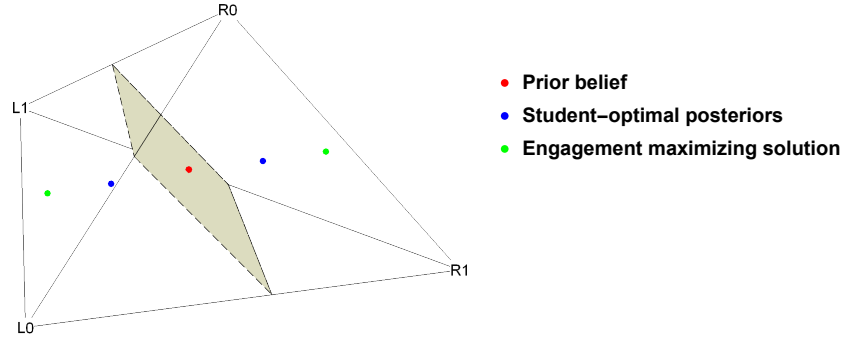 R0
L1
R1
L0
Prior belief
Student−optimal posteriors
Engagement maximizing solution